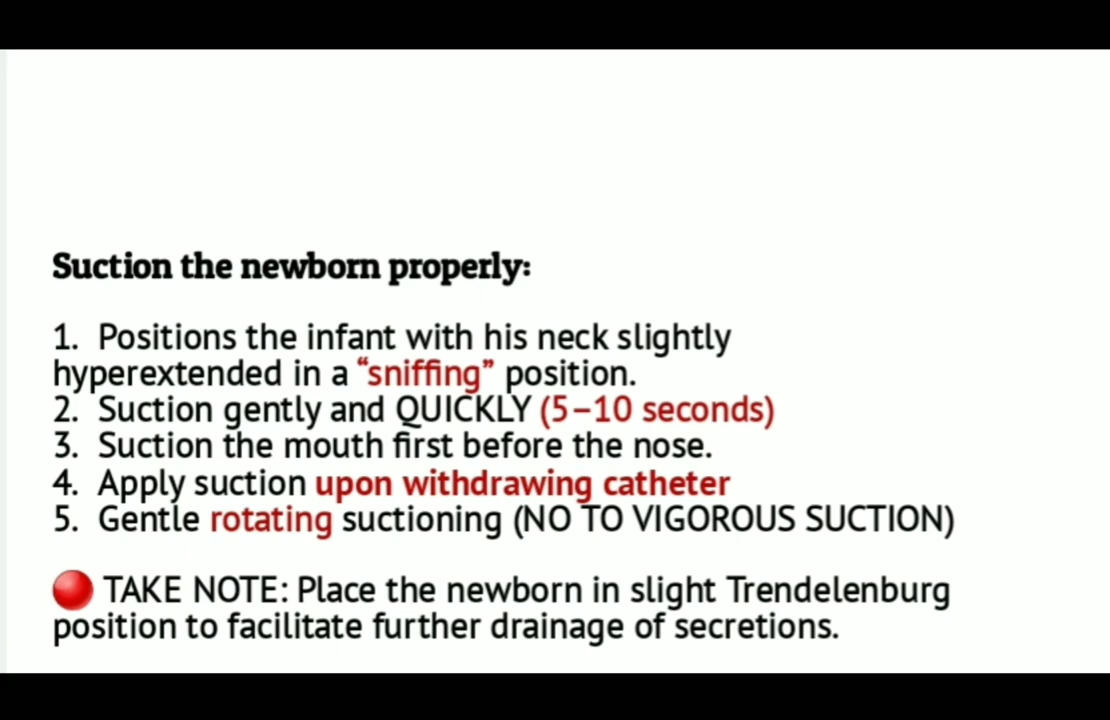 Suction the newborn properly:
1. Positions the infant with his neck slightly
hyperextended in a “sniffing” position.
2. Suction gently and QUICKLY (5–10 seconds)
3. Suction the mouth first before the nose.
4. Apply suction upon withdrawing catheter
5. Gentle rotating suctioning (NO TO VIGOROUS SUCTION)
🔴 TAKE NOTE: Place the newborn in slight Trendelenburg
position to facilitate further drainage of secretions.